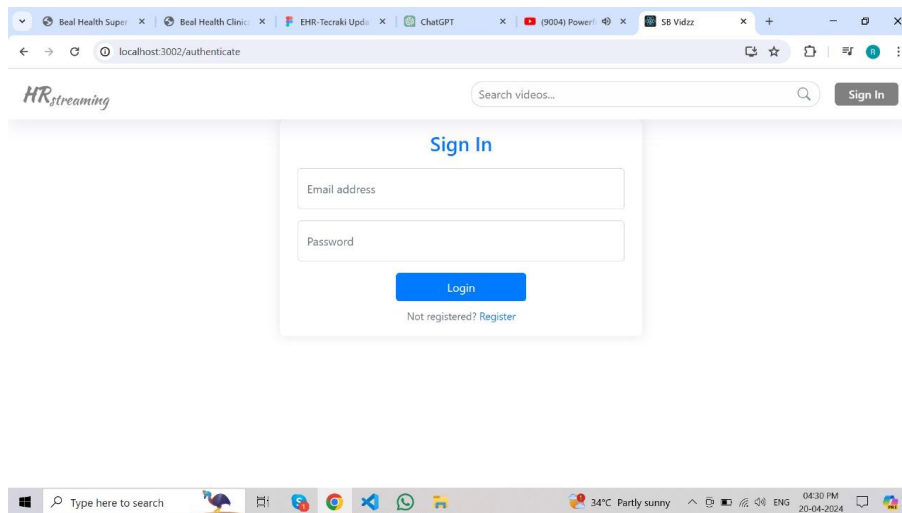 Beal Health Super
Beal Health Clinic
EHR-Tecraki Upda
ChatGPT
(9004) Powerf
SB Vidzz
localhost:3002/authenticate
R
HRstreaming
Search videos...
Sign In
Sign In
Email address
Password
Login
Not registered? Register
Type here to search
34°C Partly sunny
ENG
04:30 PM
20-04-2024